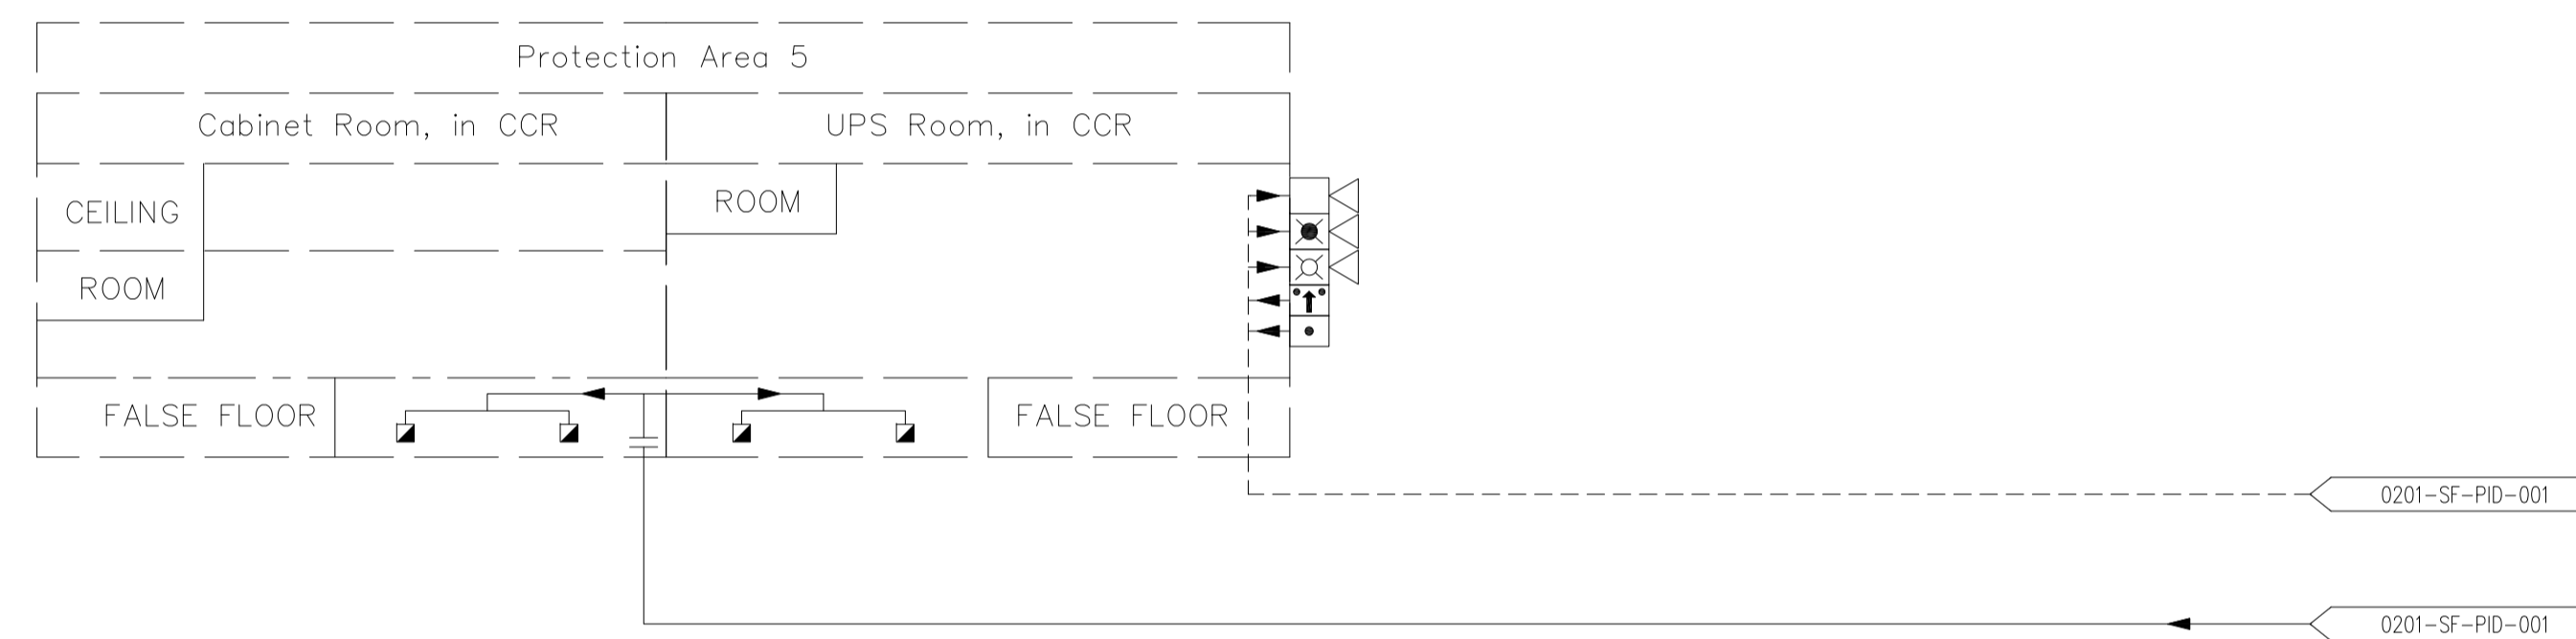 Protection Area 5
Cabinet Room, in CCR
UPS Room, in CCR
CEILING
ROOM
ROOM
FALSE FLOOR
FALSE FLOOR
0201-SF-PID-001
0201-SF-PID-001